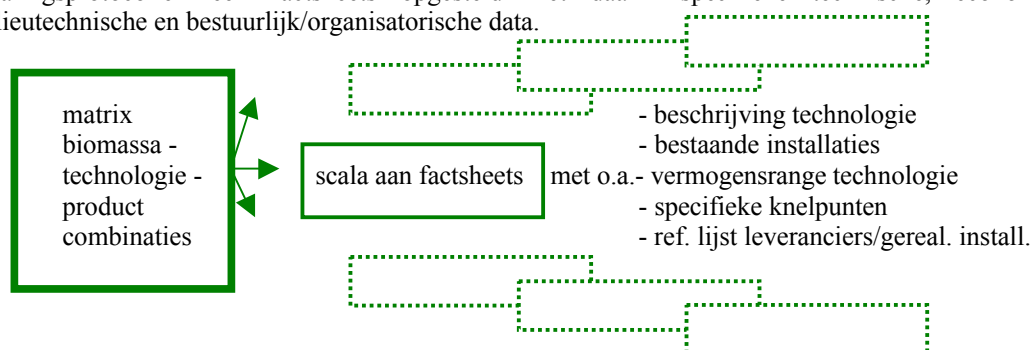 nieutechnische en bestuurlijk/organisatorische data.
matrix
biomassa -
technologie -
product
combinaties
scala aan factsheets
met o.a.- vermogensrange technologie
- beschrijving technologie
- bestaande installaties
- specifieke knelpunten
- ref. lijst leveranciers/gereal. install.